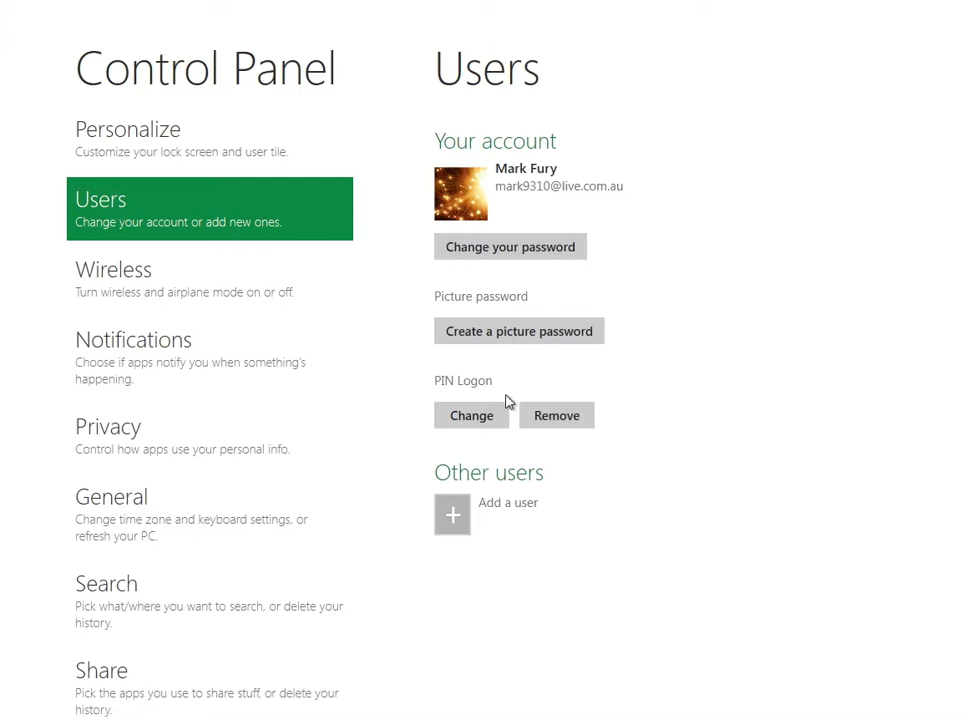 Control Panel
Personalize
Customize your lock screen and user tile.
Users
Change your account or add new ones.
Wireless
Turn wireless and airplane mode on or off.
Notifications
Choose if apps notify you when something's
happening.
Privacy
Control how apps use your personal info.
General
Change time zone and keyboard settings, or
refresh your PC.
Search
Pick what/where you want to search, or delete your
history.
Share
Pick the apps you use to share stuff, or delete your
history.
Users
Your account
Mark Fury
mark9310@live.com.au
Change your password
Picture password
Create a picture password
PIN Logon
Change Remove
Other users
+ Add a user